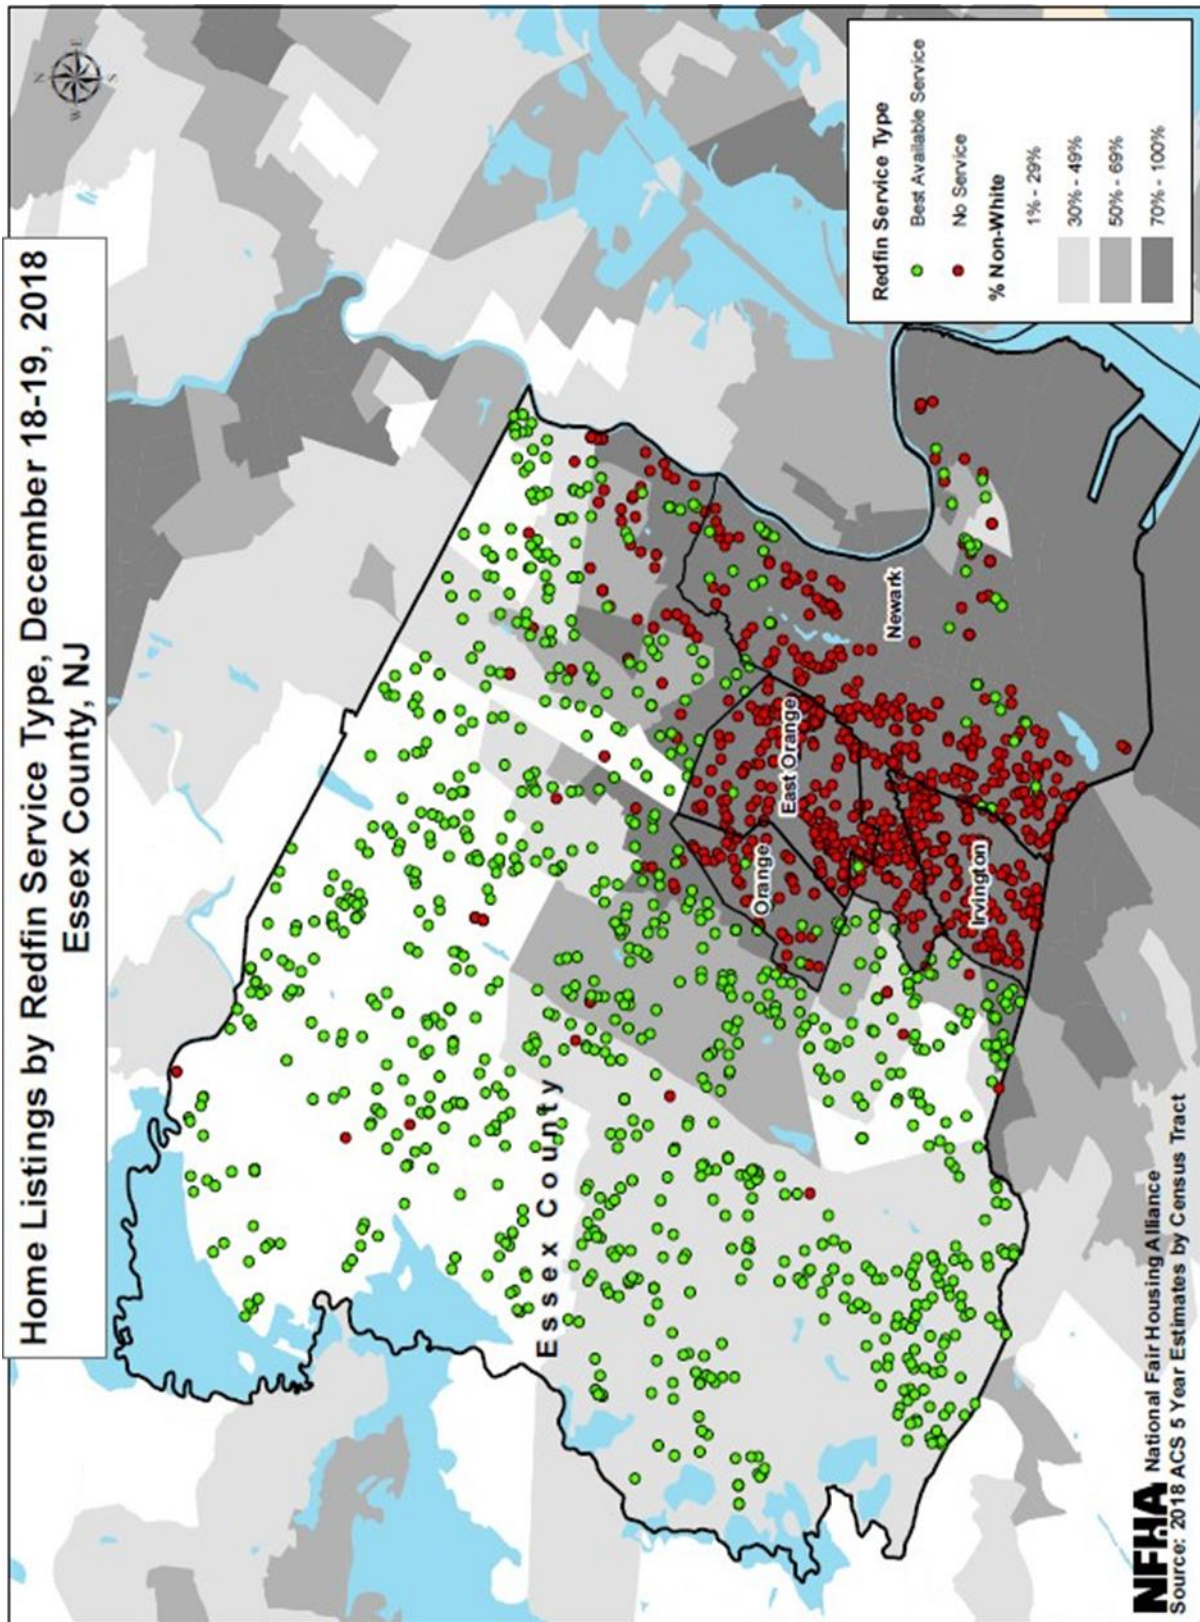 Home Listings by Redfin Service Type, December 18-19, 2018
Essex County, NJ
N
E
S
W
Essex County
Orange
East Orange
Newark
Irvington
Redfin Service Type
Best Available Service
No Service
% Non-White
1% - 29%
30% - 49%
50% - 69%
70% - 100%
NFHA National Fair Housing Alliance
Source: 2018 ACS 5 Year Estimates by Census Tract